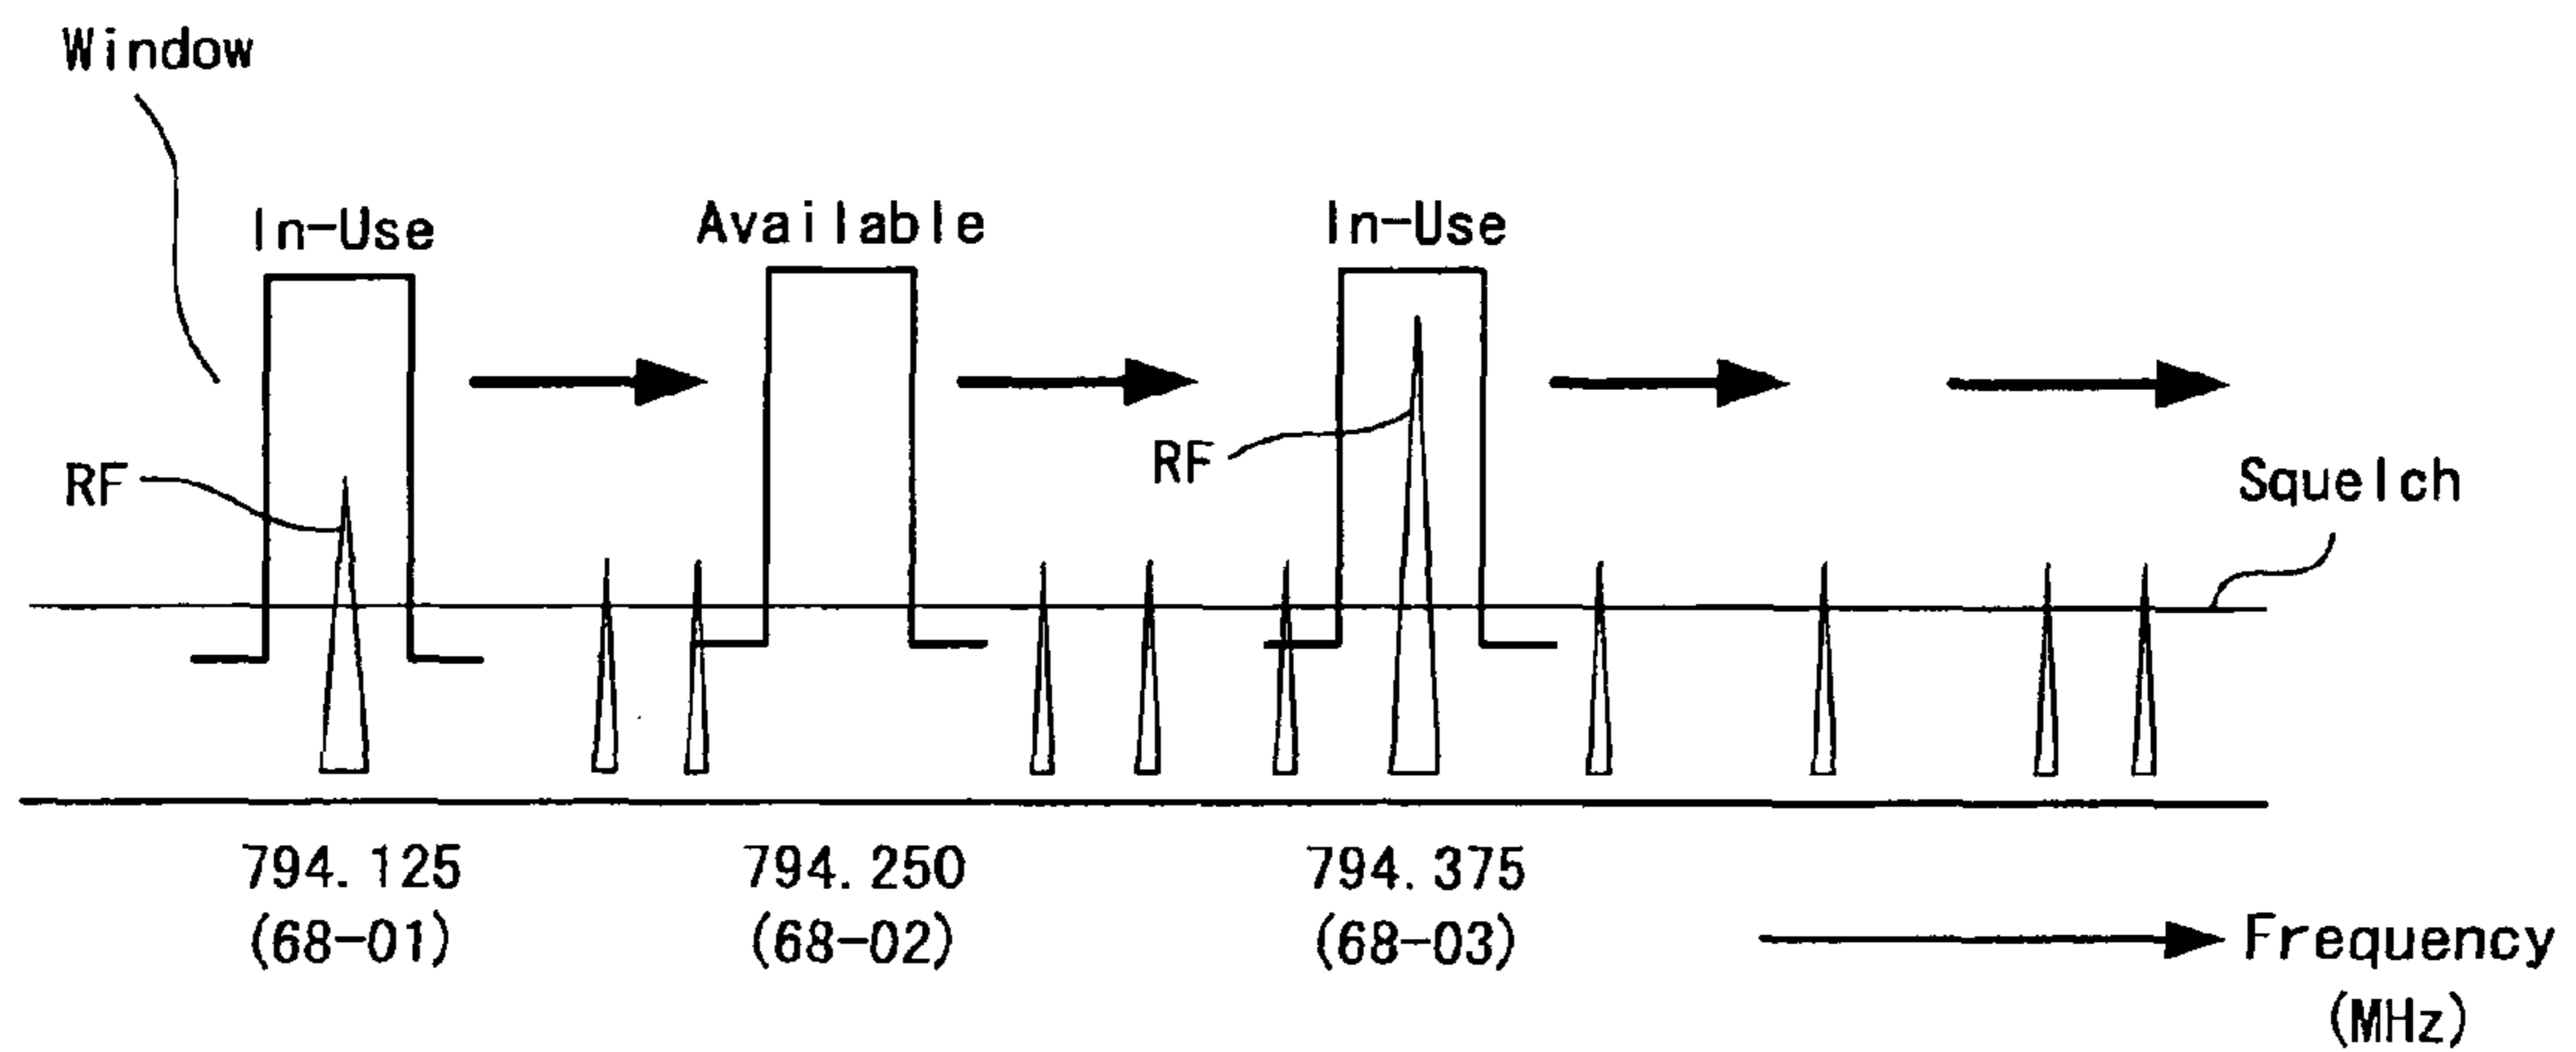 Window
In-Use
Available
In-Use
RF
RF
Squelch
794.125
794.250
794.375
(68-01)
(68-02)
(68-03)
Frequency
(MHz)